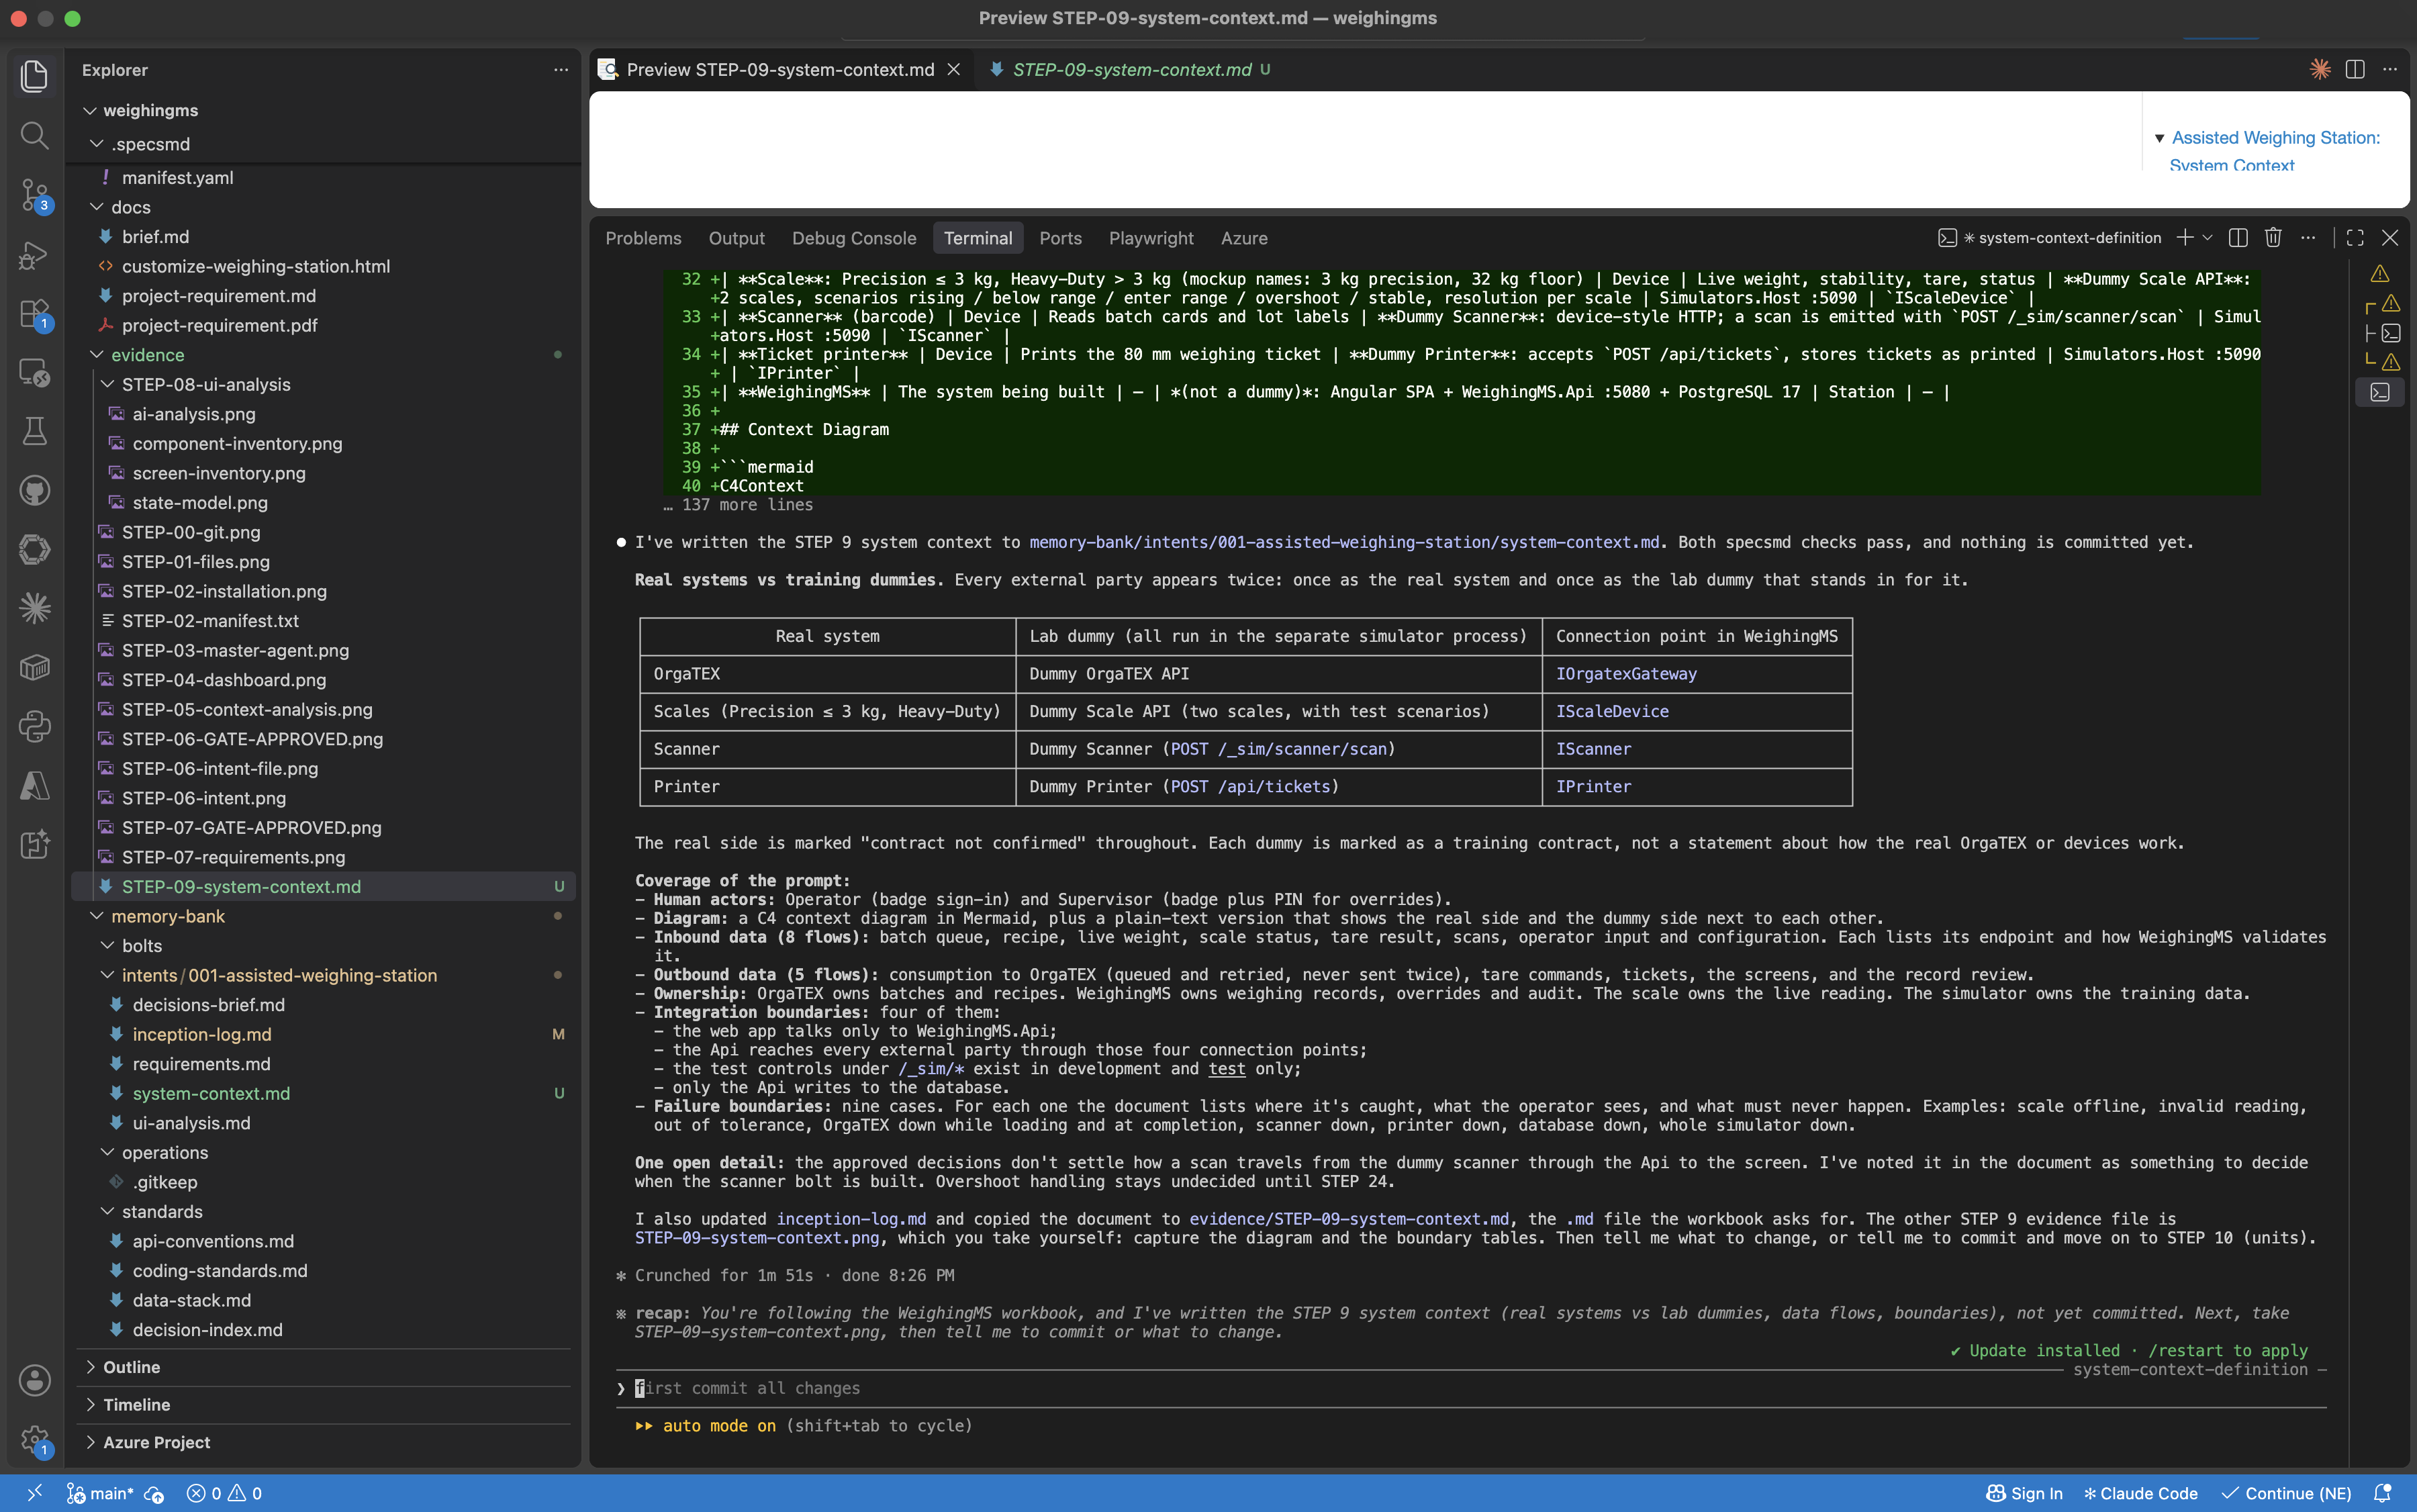 Preview STEP-09-system-context.md — weighingms
Explorer
weighingms
.specsmd
manifest.yaml
docs
brief.md
customize-weighing-station.html
project-requirement.md
project-requirement.pdf
evidence
STEP-08-ui-analysis
ai-analysis.png
component-inventory.png
screen-inventory.png
state-model.png
STEP-00-git.png
STEP-01-files.png
STEP-02-installation.png
STEP-02-manifest.txt
STEP-03-master-agent.png
STEP-04-dashboard.png
STEP-05-context-analysis.png
STEP-06-GATE-APPROVED.png
STEP-06-intent-file.png
STEP-06-intent.png
STEP-07-GATE-APPROVED.png
STEP-07-requirements.png
STEP-09-system-context.md U
memory-bank
bolts
intents/001-assisted-weighing-station
decisions-brief.md
inception-log.md M
requirements.md
system-context.md U
ui-analysis.md
operations
.gitkeep
standards
api-conventions.md
coding-standards.md
data-stack.md
decision-index.md
Outline
Timeline
Azure Project
3
1
1
Preview STEP-09-system-context.md
STEP-09-system-context.md U
Assisted Weighing Station:
System Context
Problems Output Debug Console Terminal Ports Playwright Azure
✳ system-context-definition
32 +| **Scale**: Precision ≤ 3 kg, Heavy-Duty > 3 kg (mockup names: 3 kg precision, 32 kg floor) | Device | Live weight, stability, tare, status | **Dummy Scale API**:
+2 scales, scenarios rising / below range / enter range / overshoot / stable, resolution per scale | Simulators.Host :5090 | `IScaleDevice` |
33 +| **Scanner** (barcode) | Device | Reads batch cards and lot labels | **Dummy Scanner**: device-style HTTP; a scan is emitted with `POST /_sim/scanner/scan` | Simul
+ators.Host :5090 | `IScanner` |
34 +| **Ticket printer** | Device | Prints the 80 mm weighing ticket | **Dummy Printer**: accepts `POST /api/tickets`, stores tickets as printed | Simulators.Host :5090
+ | `IPrinter` |
35 +| **WeighingMS** | The system being built | — | *(not a dummy)*: Angular SPA + WeighingMS.Api :5080 + PostgreSQL 17 | Station | — |
36 +
37 +## Context Diagram
38 +
39 +```mermaid
40 +C4Context
… 137 more lines
● I've written the STEP 9 system context to memory-bank/intents/001-assisted-weighing-station/system-context.md. Both specsmd checks pass, and nothing is committed yet.
Real systems vs training dummies. Every external party appears twice: once as the real system and once as the lab dummy that stands in for it.
Real system | Lab dummy (all run in the separate simulator process) | Connection point in WeighingMS
OrgaTEX | Dummy OrgaTEX API | IOrgatexGateway
Scales (Precision ≤ 3 kg, Heavy-Duty) | Dummy Scale API (two scales, with test scenarios) | IScaleDevice
Scanner | Dummy Scanner (POST /_sim/scanner/scan) | IScanner
Printer | Dummy Printer (POST /api/tickets) | IPrinter
The real side is marked "contract not confirmed" throughout. Each dummy is marked as a training contract, not a statement about how the real OrgaTEX or devices work.
Coverage of the prompt:
- Human actors: Operator (badge sign-in) and Supervisor (badge plus PIN for overrides).
- Diagram: a C4 context diagram in Mermaid, plus a plain-text version that shows the real side and the dummy side next to each other.
- Inbound data (8 flows): batch queue, recipe, live weight, scale status, tare result, scans, operator input and configuration. Each lists its endpoint and how WeighingMS validates
it.
- Outbound data (5 flows): consumption to OrgaTEX (queued and retried, never sent twice), tare commands, tickets, the screens, and the record review.
- Ownership: OrgaTEX owns batches and recipes. WeighingMS owns weighing records, overrides and audit. The scale owns the live reading. The simulator owns the training data.
- Integration boundaries: four of them:
- the web app talks only to WeighingMS.Api;
- the Api reaches every external party through those four connection points;
- the test controls under /_sim/* exist in development and test only;
- only the Api writes to the database.
- Failure boundaries: nine cases. For each one the document lists where it's caught, what the operator sees, and what must never happen. Examples: scale offline, invalid reading,
out of tolerance, OrgaTEX down while loading and at completion, scanner down, printer down, database down, whole simulator down.
One open detail: the approved decisions don't settle how a scan travels from the dummy scanner through the Api to the screen. I've noted it in the document as something to decide
when the scanner bolt is built. Overshoot handling stays undecided until STEP 24.
I also updated inception-log.md and copied the document to evidence/STEP-09-system-context.md, the .md file the workbook asks for. The other STEP 9 evidence file is
STEP-09-system-context.png, which you take yourself: capture the diagram and the boundary tables. Then tell me what to change, or tell me to commit and move on to STEP 10 (units).
✻ Crunched for 1m 51s · done 8:26 PM
※ recap: You're following the WeighingMS workbook, and I've written the STEP 9 system context (real systems vs lab dummies, data flows, boundaries), not yet committed. Next, take
STEP-09-system-context.png, then tell me to commit or what to change.
✔ Update installed · /restart to apply
system-context-definition
❯ first commit all changes
⏵⏵ auto mode on (shift+tab to cycle)
main* 0 0
Sign In Claude Code Continue (NE)